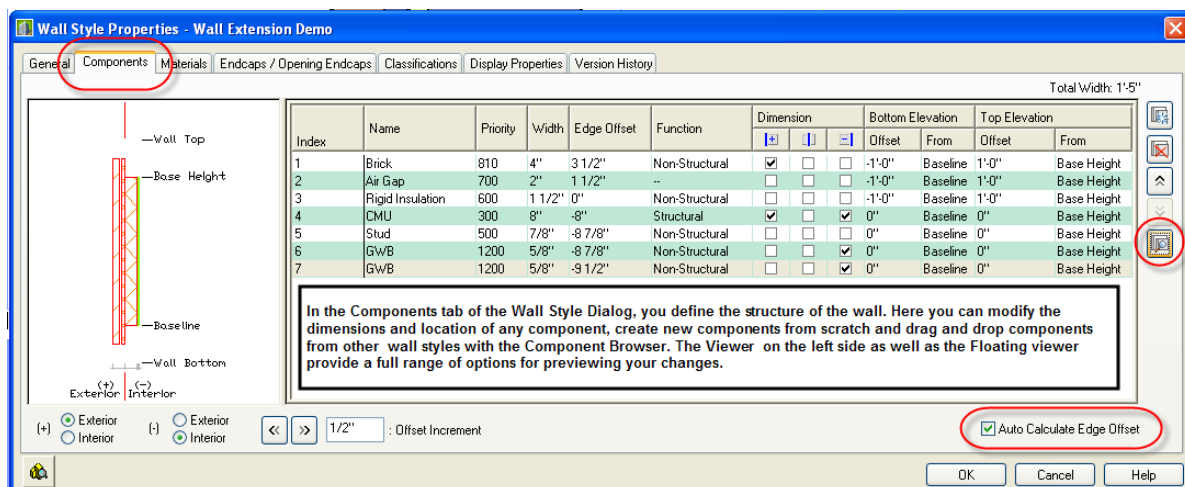 Wall Style Properties - Wall Extension Demo
General Components Materials Endcaps / Opening Endcaps Classifications Display Properties Version History
Total Width: 1'-5"
Wall Top
Base Height
Baseline
Wall Bottom
(+) (-)
Exterior Interior
Index Name Priority Width Edge Offset Function Dimension Bottom Elevation Top Elevation
Offset From Offset From
1 Brick 810 4" 3 1/2" Non-Structural -1'-0" Baseline 1'-0" Base Height
2 Air Gap 700 2" 1 1/2" -- -1'-0" Baseline 1'-0" Base Height
3 Rigid Insulation 600 1 1/2" 0" Non-Structural -1'-0" Baseline 1'-0" Base Height
4 CMU 300 8" -8" Structural 0" Baseline 0" Base Height
5 Stud 500 7/8" -8 7/8" Non-Structural 0" Baseline 0" Base Height
6 GWB 1200 5/8" -8 7/8" Non-Structural 0" Baseline 0" Base Height
7 GWB 1200 5/8" -9 1/2" Non-Structural 0" Baseline 0" Base Height
In the Components tab of the Wall Style Dialog, you define the structure of the wall. Here you can modify the
dimensions and location of any component, create new components from scratch and drag and drop components
from other wall styles with the Component Browser. The Viewer on the left side as well as the Floating viewer
provide a full range of options for previewing your changes.
(+) Exterior (-) Exterior
Interior Interior
1/2" : Offset Increment
Auto Calculate Edge Offset
OK Cancel Help